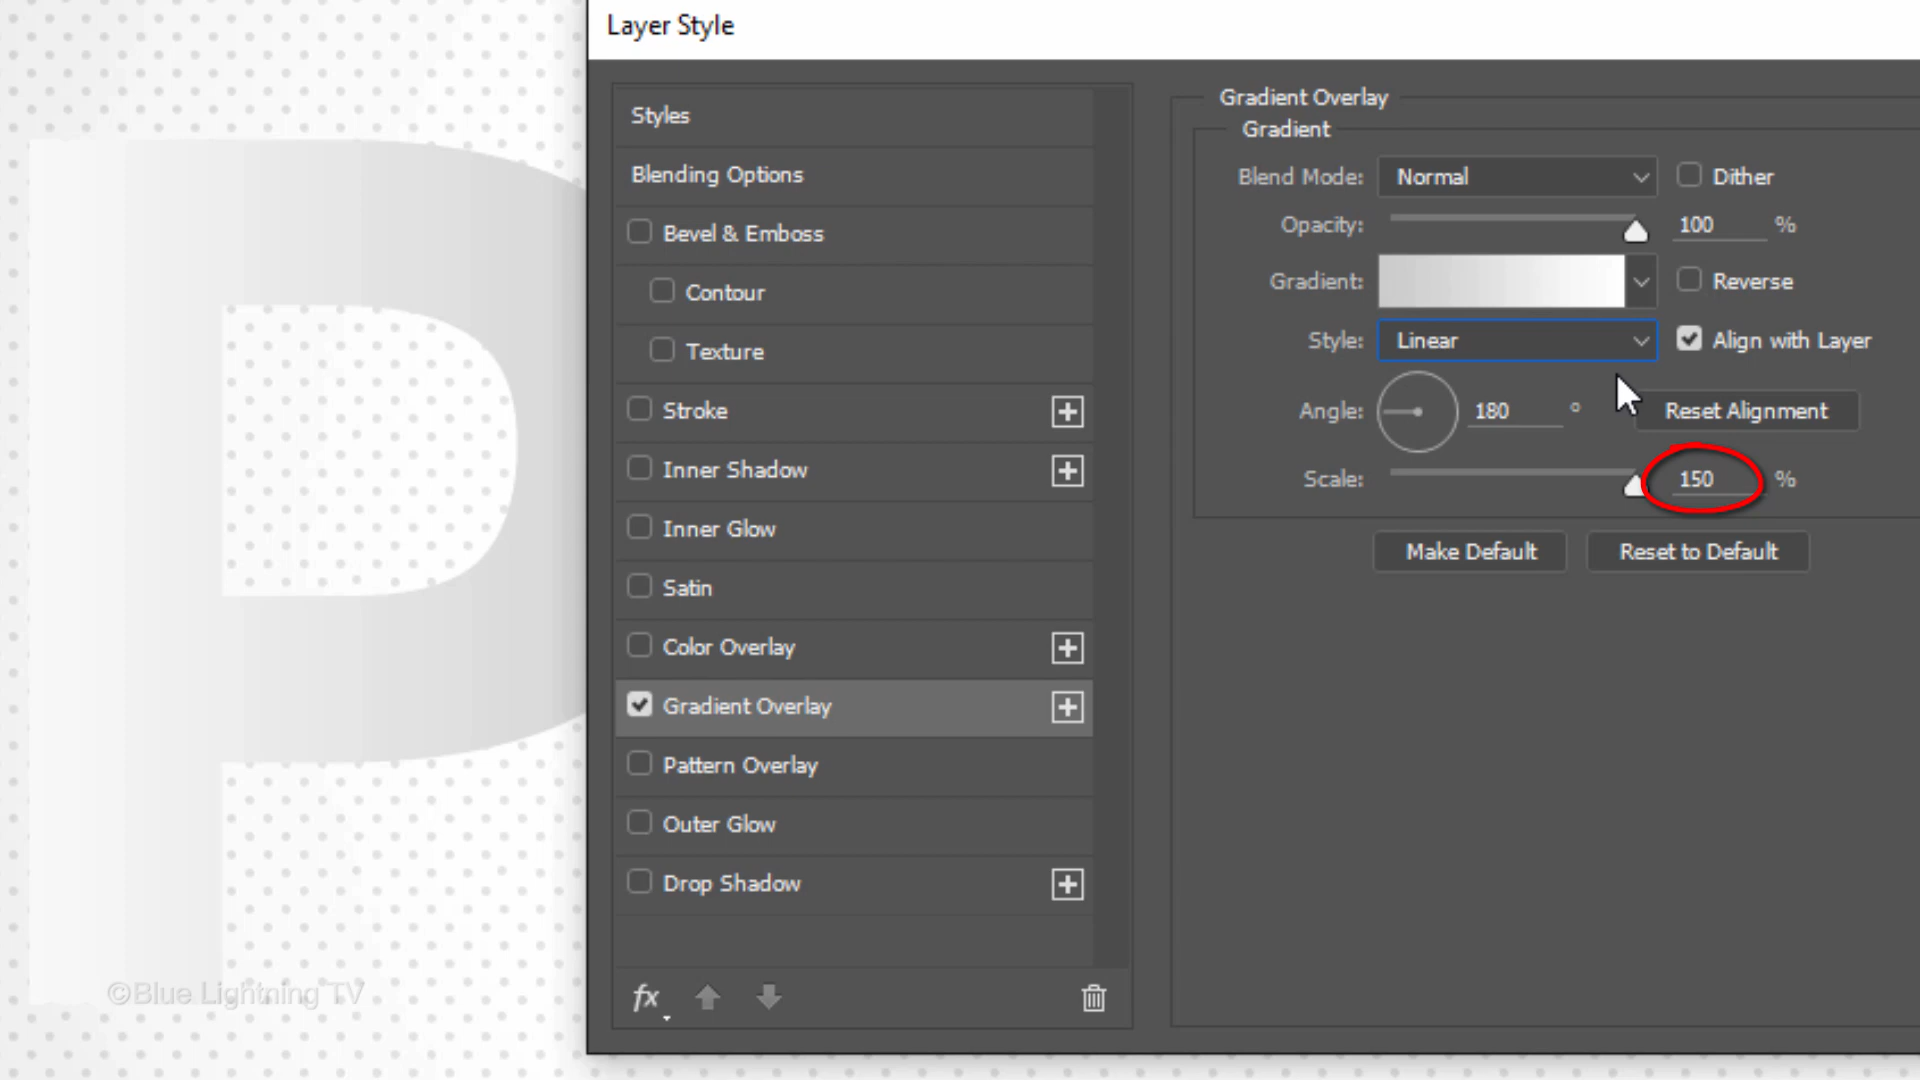 Layer Style
Styles
Blending Options
Bevel & Emboss
Contour
Texture
Stroke
Inner Shadow
Inner Glow
Satin
Color Overlay
Gradient Overlay
Pattern Overlay
Outer Glow
Drop Shadow
fx
Gradient Overlay
Gradient
Blend Mode: Normal Dither
Opacity: 100 %
Gradient: Reverse
Style: Linear Align with Layer
Angle: 180 ° Reset Alignment
Scale: 150 %
Make Default Reset to Default
P
©Blue Lightning TV